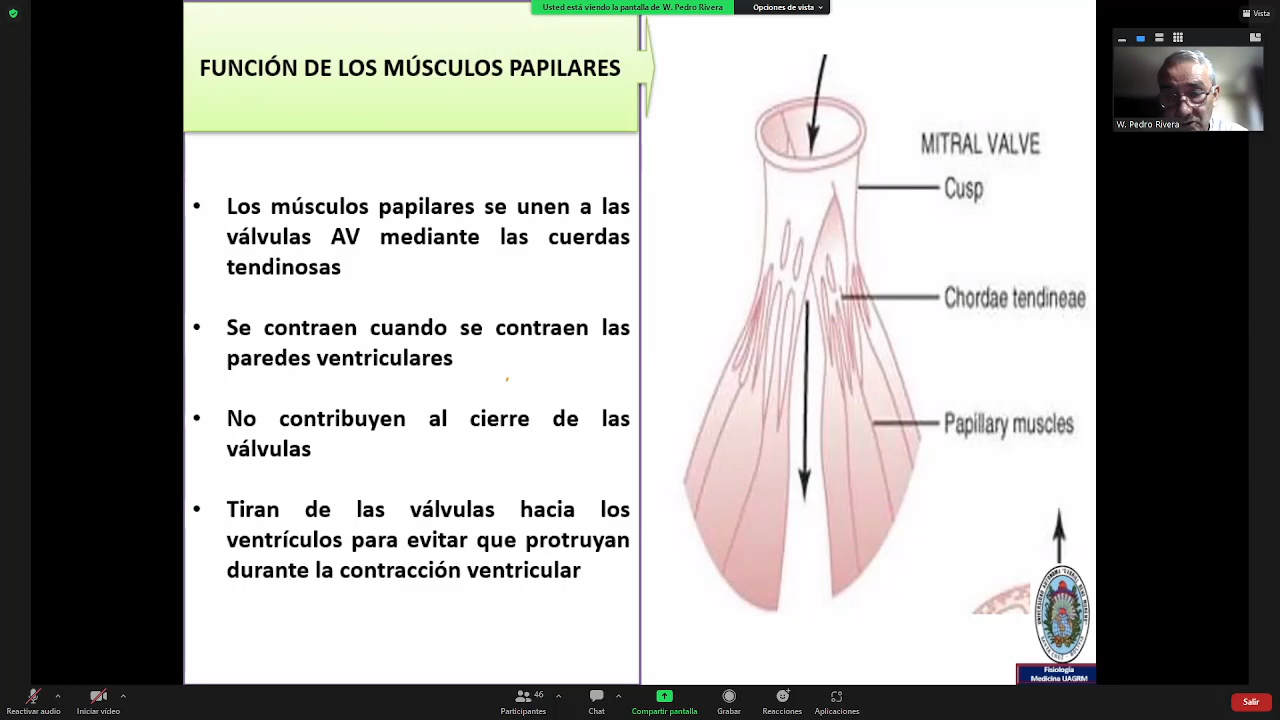 Usted está viendo la pantalla de W. Pedro Rivera
Opciones de vista
Vista
FUNCIÓN DE LOS MÚSCULOS PAPILARES
• Los músculos papilares se unen a las
válvulas AV mediante las cuerdas
tendinosas
• Se contraen cuando se contraen las
paredes ventriculares
• No contribuyen al cierre de las
válvulas
• Tiran de las válvulas hacia los
ventrículos para evitar que protruyan
durante la contracción ventricular
MITRAL VALVE
Cusp
Chordae tendineae
Papillary muscles
W. Pedro Rivera
Fisiología
Medicina UAGRM
Reactivar audio
Iniciar video
46
Participantes
Chat
Compartir pantalla
Grabar
Reacciones
Aplicaciones
Salir